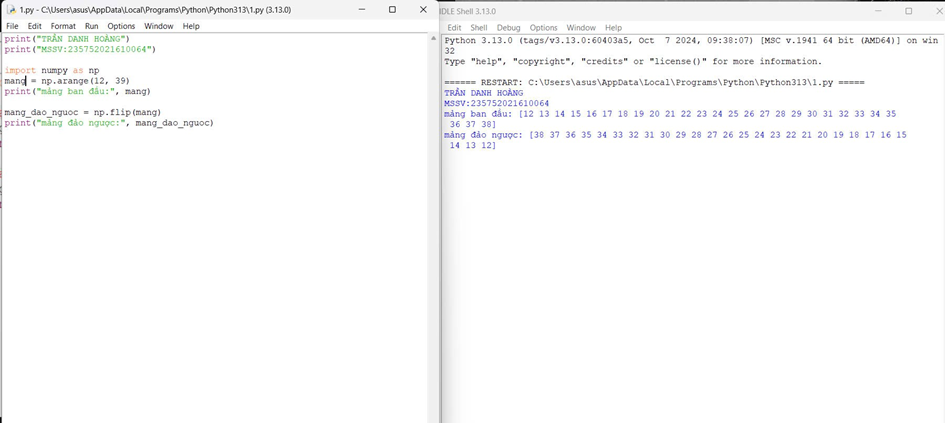 1.py - C:\Users\asus\AppData\Local\Programs\Python\Python313\1.py (3.13.0)
File Edit Format Run Options Window Help
print("TRẦN DANH HOÀNG")
print("MSSV:235752021610064")
import numpy as np
mang = np.arange(12, 39)
print("mảng ban đầu:", mang)
mang_dao_nguoc = np.flip(mang)
print("mảng đảo ngược:", mang_dao_nguoc)
IDLE Shell 3.13.0
Edit Shell Debug Options Window Help
Python 3.13.0 (tags/v3.13.0:60403a5, Oct 7 2024, 09:38:07) [MSC v.1941 64 bit (AMD64)] on win
32
Type "help", "copyright", "credits" or "license()" for more information.
====== RESTART: C:\Users\asus\AppData\Local\Programs\Python\Python313\1.py =====
TRẦN DANH HOÀNG
MSSV:235752021610064
mảng ban đầu: [12 13 14 15 16 17 18 19 20 21 22 23 24 25 26 27 28 29 30 31 32 33 34 35
36 37 38]
mảng đảo ngược: [38 37 36 35 34 33 32 31 30 29 28 27 26 25 24 23 22 21 20 19 18 17 16 15
14 13 12]